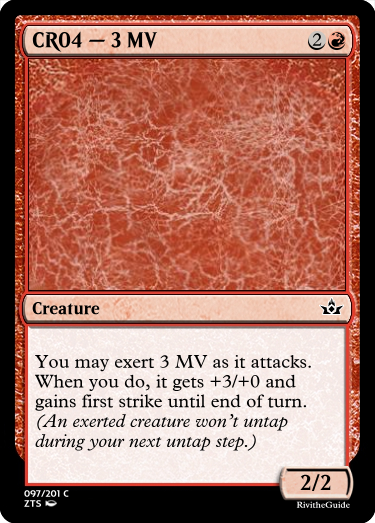 CR04 — 3 MV 2
Creature
You may exert 3 MV as it attacks.
When you do, it gets +3/+0 and
gains first strike until end of turn.
(An exerted creature won't untap
during your next untap step.)
2/2
097/201 C
ZTS
RivitheGuide